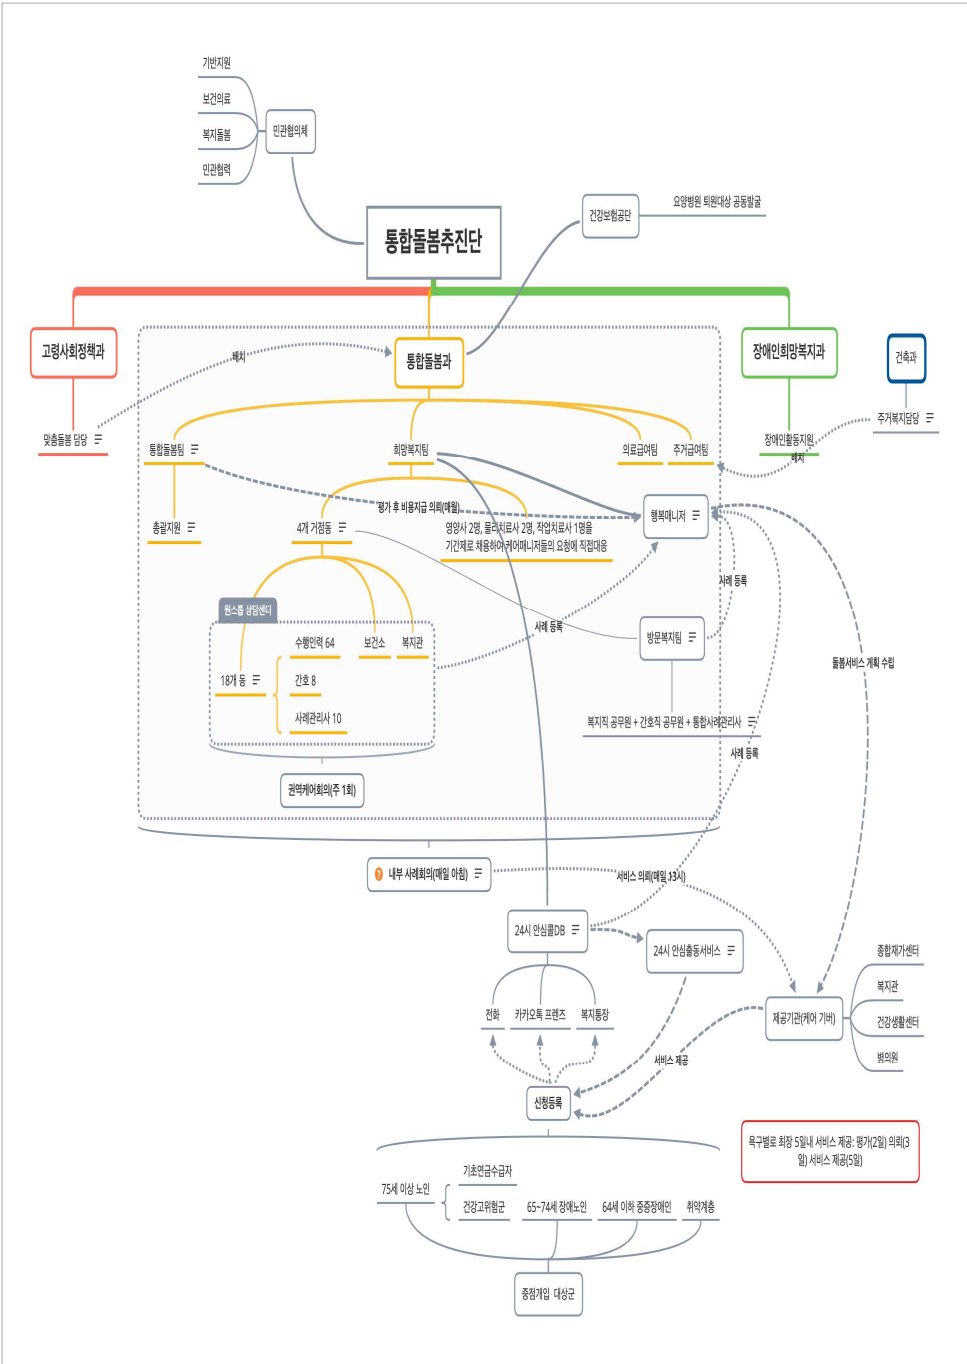 기반지원
보건의료
민관협의체
복지돌봄
민관협력
건강보험공단
요양병원 퇴원대상 공동발굴
통합돌봄추진단
고령사회정책과
배치
통합돌봄과
장애인희망복지과
건축과
맞춤돌봄 담당
통합돌봄팀
희망복지팀
의료급여팀
주거급여팀
장애인활동지원
배치
주거복지담당
평가 후 비용지급 의뢰(매월)
행복매니저
총괄지원
4개 거점동
영양사 2명, 물리치료사 2명, 작업치료사 1명을
기간제로 채용하여 케어매니저들의 요청에 직접대응
사례 등록
원스톱 상담센터
사례 등록
수행인력 64
보건소
복지관
방문복지팀
18개 동
간호 8
돌봄서비스 계획 수립
사례관리사 10
복지직 공무원 + 간호직 공무원 + 통합사례관리사
사례 등록
권역케어회의(주 1회)
? 내부 사례회의(매일 아침)
서비스 의뢰(매일 13시)
24시 안심콜DB
24시 안심출동서비스
종합재가센터
복지관
전화
카카오톡 프렌즈
복지통장
제공기관(케어 기버)
건강생활센터
병의원
서비스 제공
신청등록
욕구별로 최장 5일내 서비스 제공: 평가(2일) 의뢰(3
일) 서비스 제공(5일)
75세 이상 노인
기초연금수급자
건강고위험군
65~74세 장애노인
64세 이하 중증장애인
취약계층
중점개입 대상군